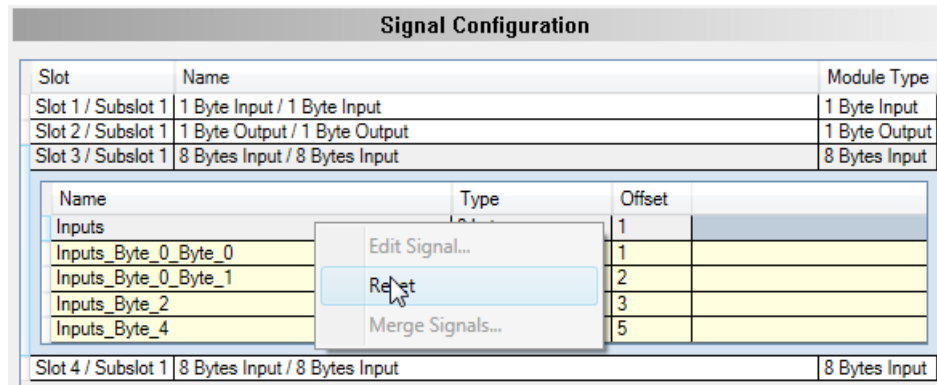 Signal Configuration
Slot Name Module Type
Slot 1 / Subslot 1 1 Byte Input / 1 Byte Input 1 Byte Input
Slot 2 / Subslot 1 1 Byte Output / 1 Byte Output 1 Byte Output
Slot 3 / Subslot 1 8 Bytes Input / 8 Bytes Input 8 Bytes Input
Name Type Offset
Inputs 1
Inputs_Byte_0_Byte_0 1
Edit Signal...
Inputs_Byte_0_Byte_1 2
Reset
Inputs_Byte_2 3
Merge Signals...
Inputs_Byte_4 5
Slot 4 / Subslot 1 8 Bytes Input / 8 Bytes Input 8 Bytes Input